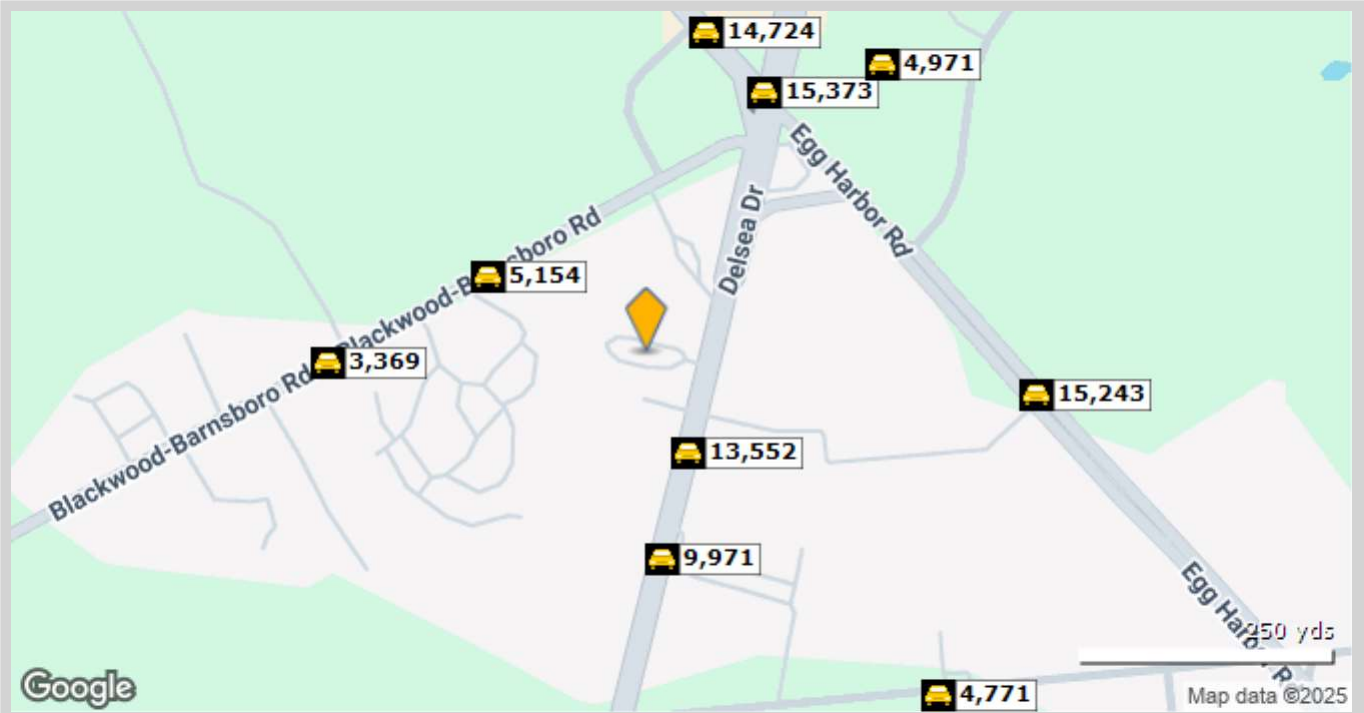 14,724
4,971
15,373
Egg Harbor Rd
Delsea Dr
Blackwood-Barnsboro Rd
5,154
3,369
Blackwood-Barnsboro Rd
15,243
13,552
9,971
Egg Harbor R
250 yds
4,771
Google
Map data ©2025